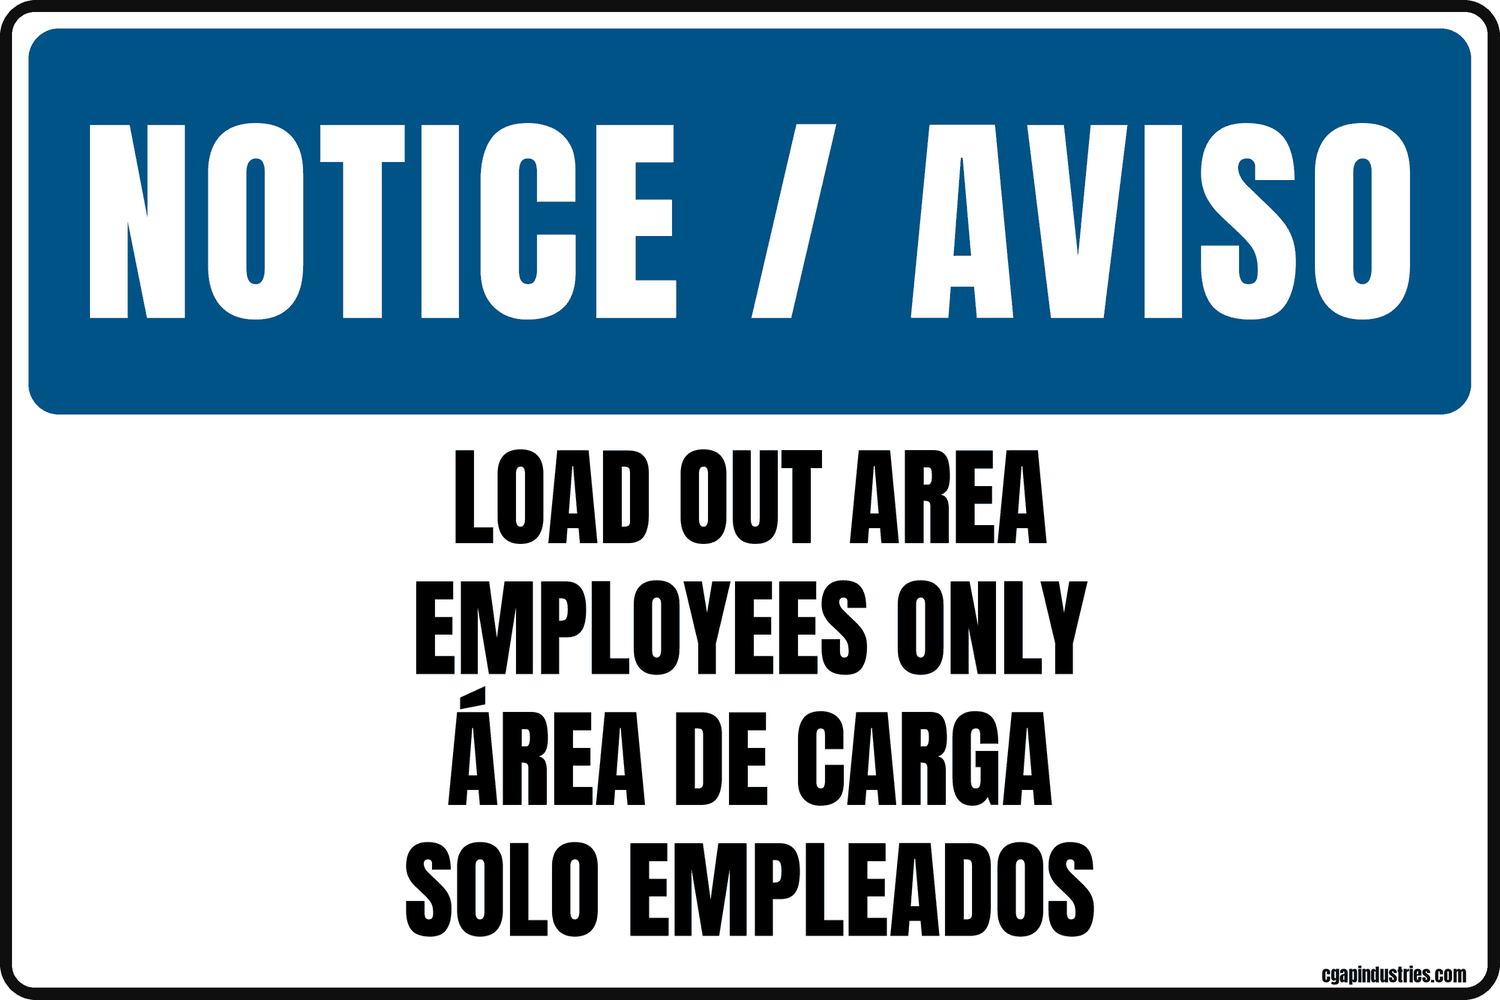 NOTICE / AVISO
LOAD OUT AREA
EMPLOYEES ONLY
ÁREA DE CARGA
SOLO EMPLEADOS
cgapindustries.com